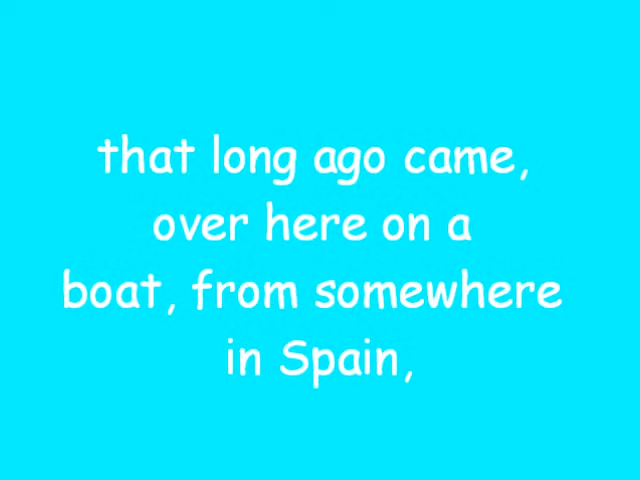 that long ago came,
over here on a
boat, from somewhere
in Spain,